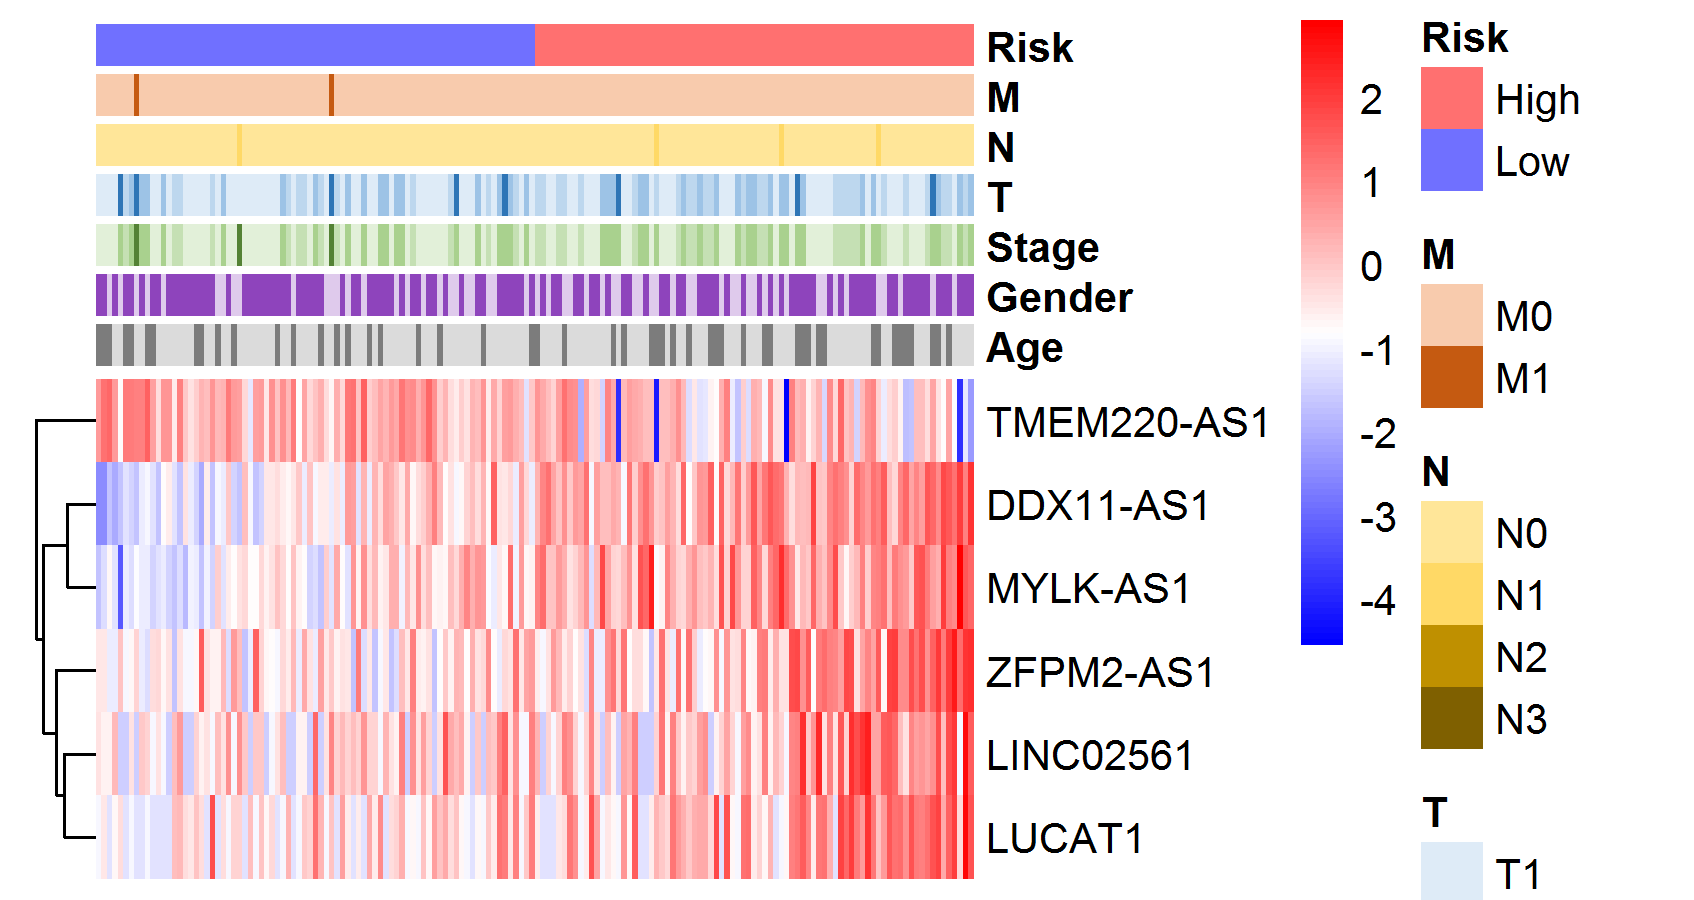 Risk
M
N
T
Stage
Gender
Age
TMEM220-AS1
DDX11-AS1
MYLK-AS1
ZFPM2-AS1
LINC02561
LUCAT1
2
1
0
-1
-2
-3
-4
Risk
High
Low
M
M0
M1
N
N0
N1
N2
N3
T
T1